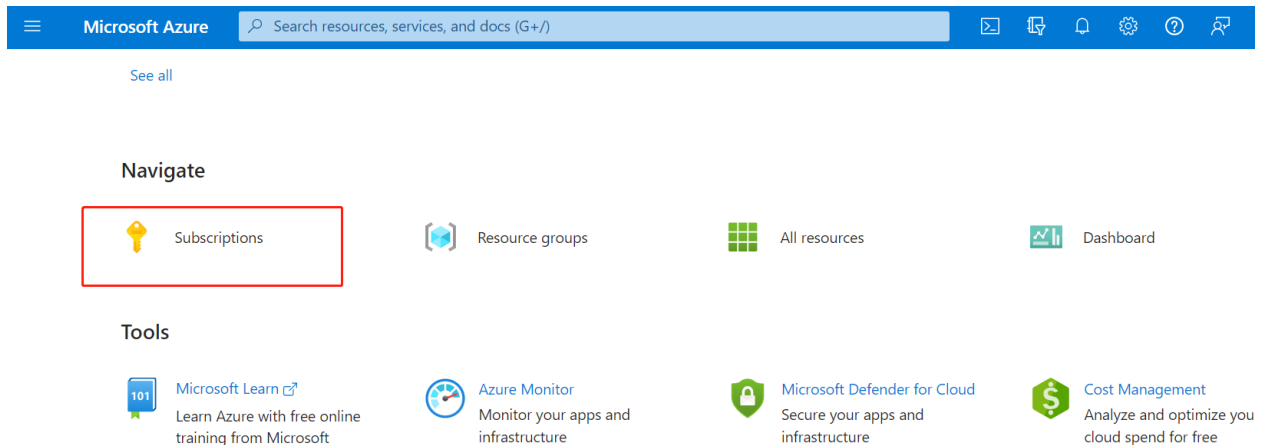 Microsoft Azure
Search resources, services, and docs (G+/)
See all
Navigate
Subscriptions
Resource groups
All resources
Dashboard
Tools
101
Microsoft Learn
Learn Azure with free online
training from Microsoft
Azure Monitor
Monitor your apps and
infrastructure
Microsoft Defender for Cloud
Secure your apps and
infrastructure
Cost Management
Analyze and optimize you
cloud spend for free